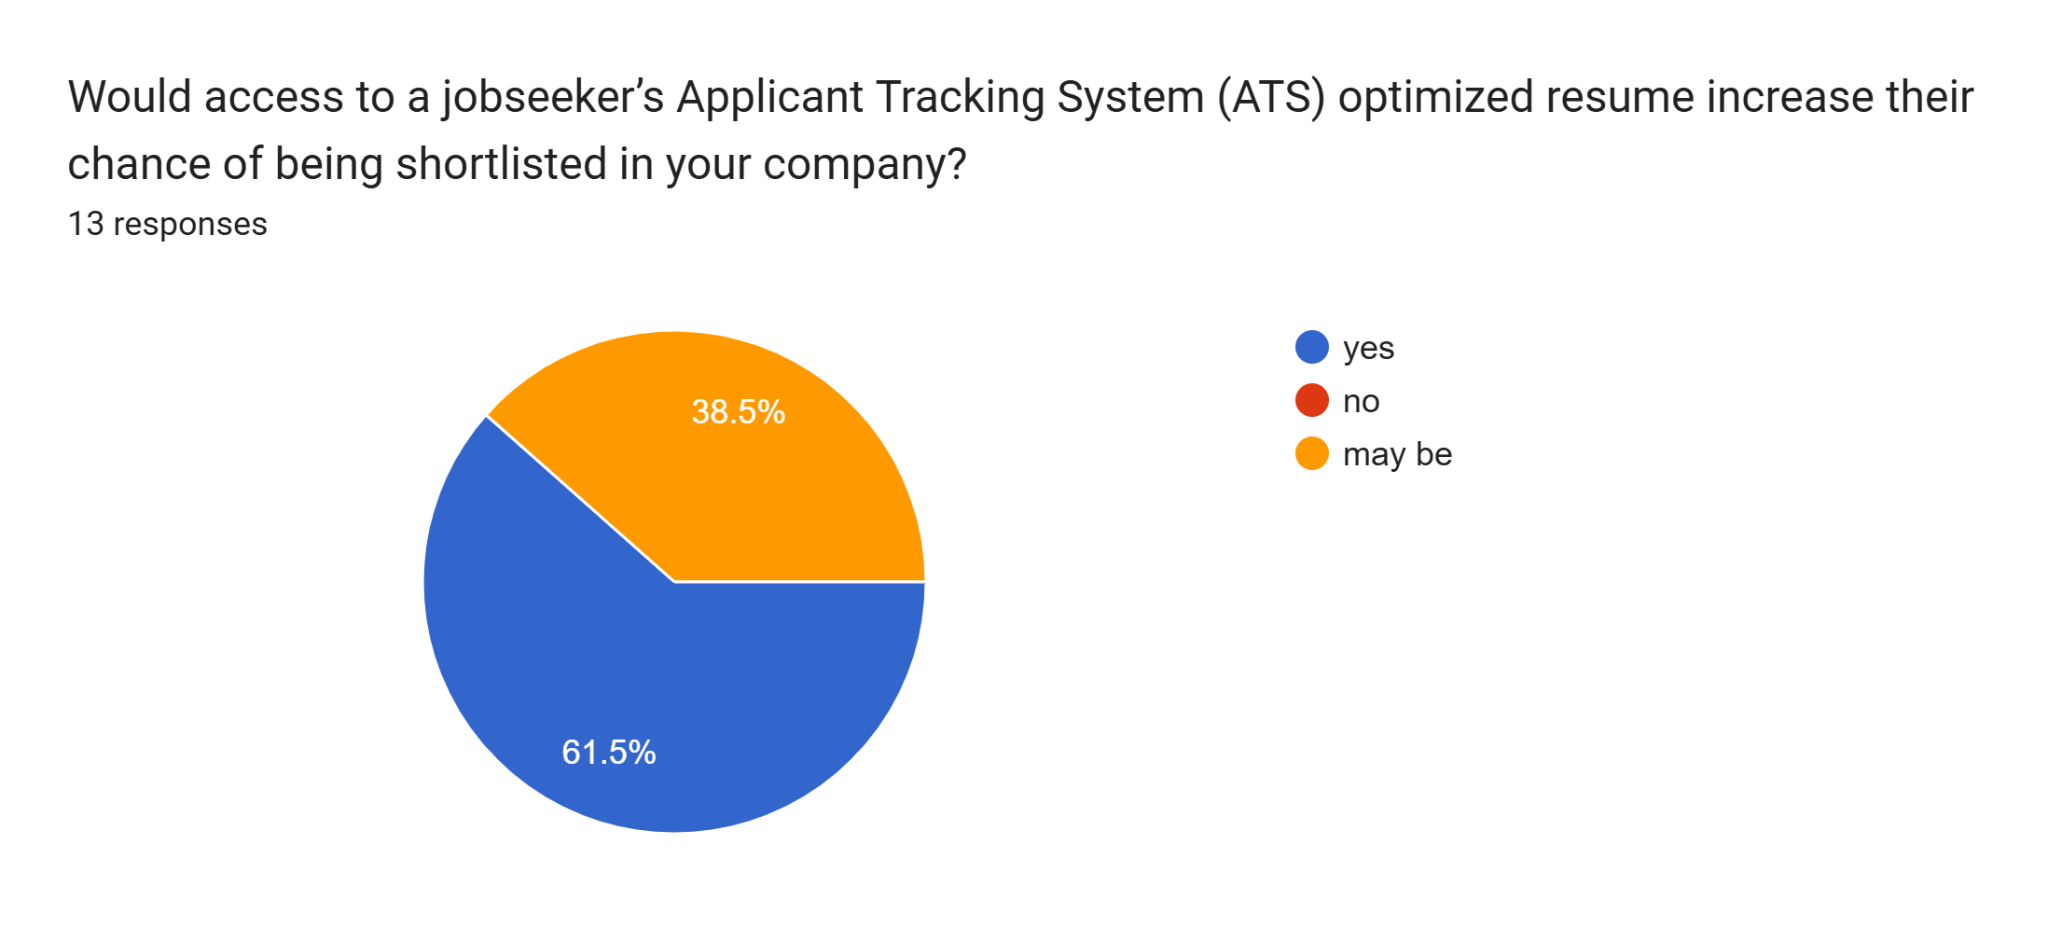 Would access to a jobseeker’s Applicant Tracking System (ATS) optimized resume increase their
chance of being shortlisted in your company?
13 responses
38.5%
61.5%
yes
no
may be